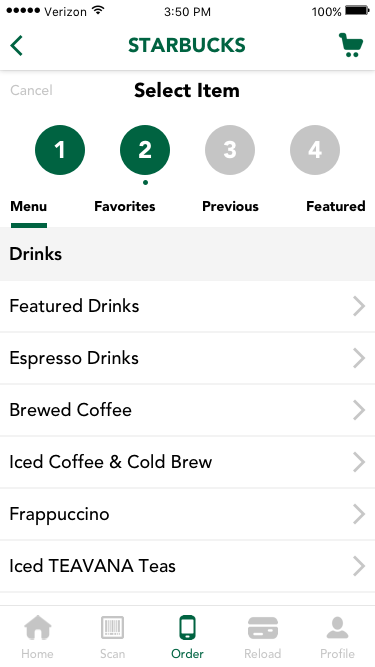 Verizon 3:50 PM 100%
STARBUCKS
Cancel Select Item
1 2 3 4
Menu Favorites Previous Featured
Drinks
Featured Drinks
Espresso Drinks
Brewed Coffee
Iced Coffee & Cold Brew
Frappuccino
Iced TEAVANA Teas
Home Scan Order Reload Profile